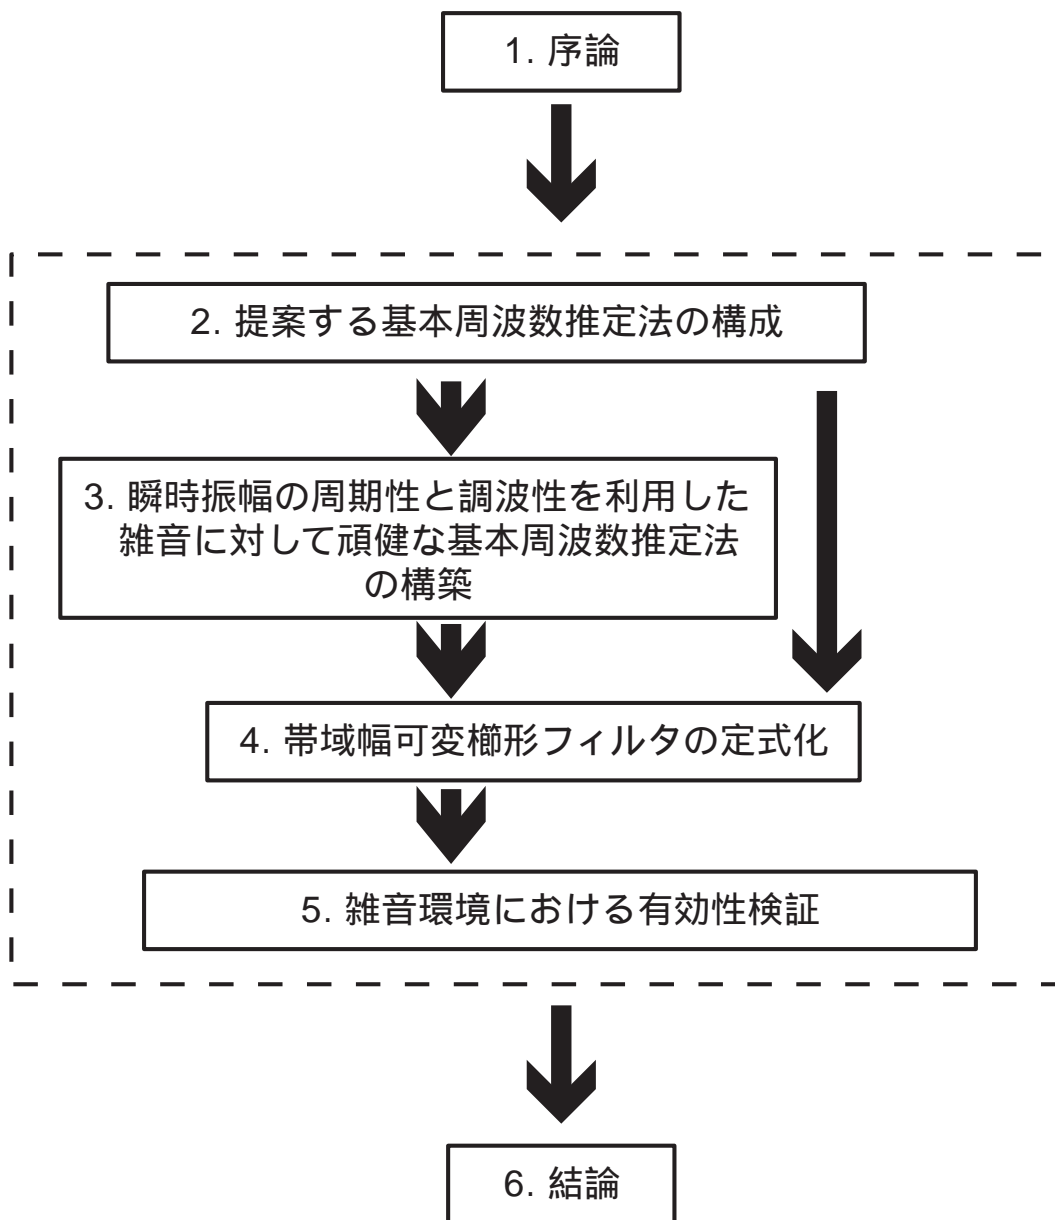 1. 序論
2. 提案する基本周波数推定法の構成
3. 瞬時振幅の周期性と調波性を利用した
雑音に対して頑健な基本周波数推定法
の構築
4. 帯域幅可変櫛形フィルタの定式化
5. 雑音環境における有効性検証
6. 結論